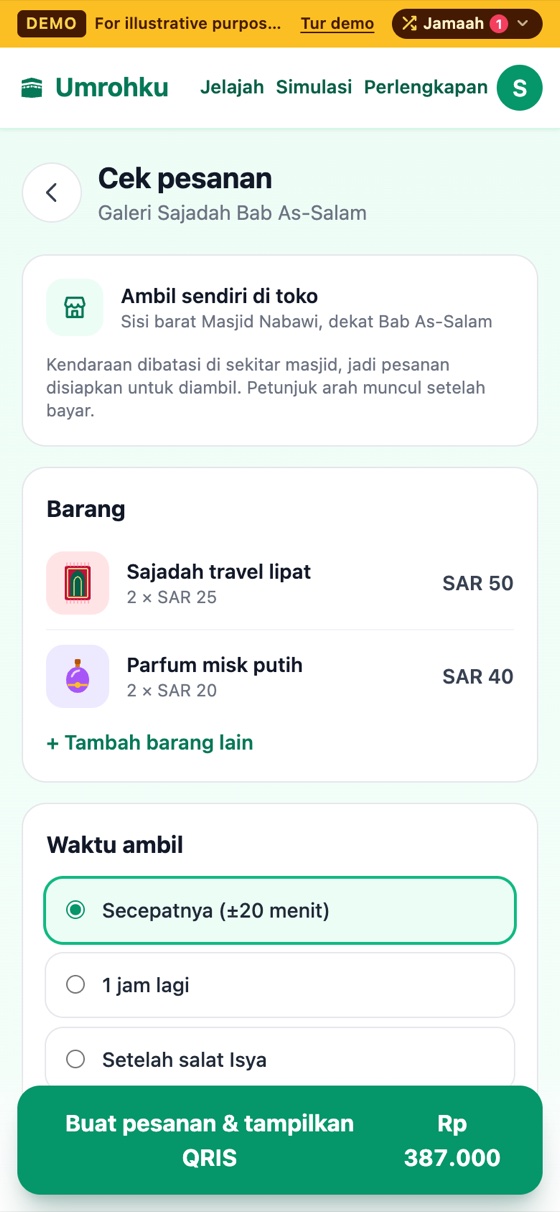 DEMO For illustrative purpos... Tur demo Jamaah 1
Umrohku Jelajah Simulasi Perlengkapan S
Cek pesanan
Galeri Sajadah Bab As-Salam
Ambil sendiri di toko
Sisi barat Masjid Nabawi, dekat Bab As-Salam
Kendaraan dibatasi di sekitar masjid, jadi pesanan
disiapkan untuk diambil. Petunjuk arah muncul setelah
bayar.
Barang
Sajadah travel lipat
2 × SAR 25
SAR 50
Parfum misk putih
2 × SAR 20
SAR 40
+ Tambah barang lain
Waktu ambil
Secepatnya (±20 menit)
1 jam lagi
Setelah salat Isya
Buat pesanan & tampilkan
QRIS
Rp
387.000